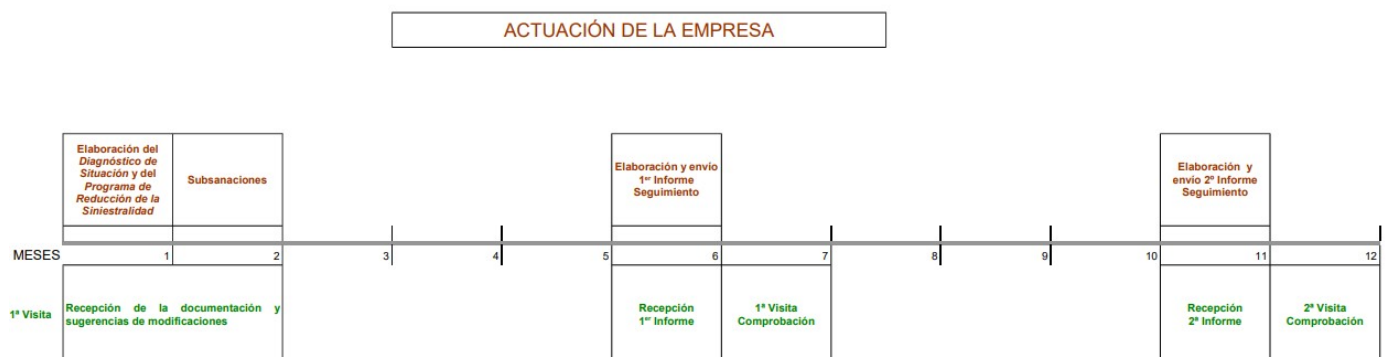 ACTUACIÓN DE LA EMPRESA
Elaboración del
Diagnóstico de
Situación y del
Programa de
Reducción de la
Siniestralidad
Subsanaciones
Elaboración y envío
1er Informe
Seguimiento
Elaboración y
envío 2º Informe
Seguimiento
MESES
1
2
3
4
5
6
7
8
9
10
11
12
1ª Visita
Recepción de la documentación y
sugerencias de modificaciones
Recepción
1er Informe
1ª Visita
Comprobación
Recepción
2ª Informe
2ª Visita
Comprobación